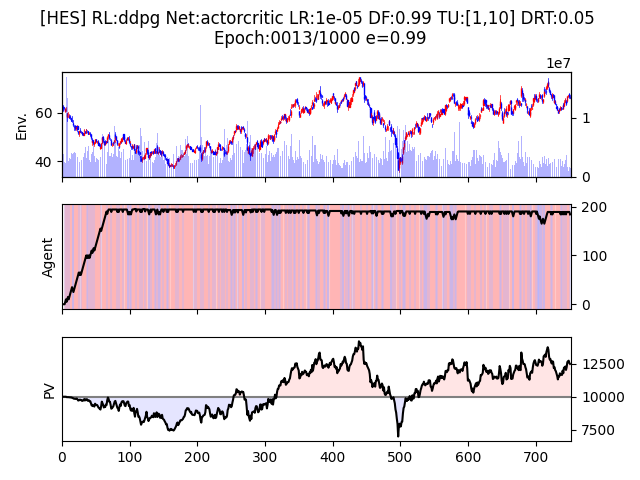 [HES] RL:ddpg Net:actorcritic LR:1e-05 DF:0.99 TU:[1,10] DRT:0.05
Epoch:0013/1000 e=0.99
1e7
Env.
60
40
1
0
Agent
200
100
0
PV
12500
10000
7500
0 100 200 300 400 500 600 700